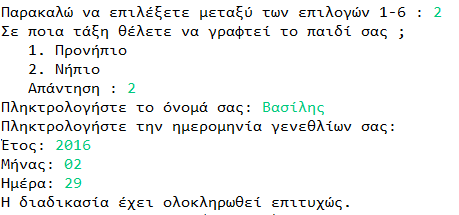 Παρακαλώ να επιλέξετε μεταξύ των επιλογών 1-6 : 2
Σε ποια τάξη θέλετε να γραφτεί το παιδί σας ;
1. Προνήπιο
2. Νήπιο
Απάντηση : 2
Πληκτρολογήστε το όνομά σας: Βασίλης
Πληκτρολογήστε την ημερομηνία γενεθλίων σας:
Έτος: 2016
Μήνας: 02
Ημέρα: 29
Η διαδικασία έχει ολοκληρωθεί επιτυχώς.